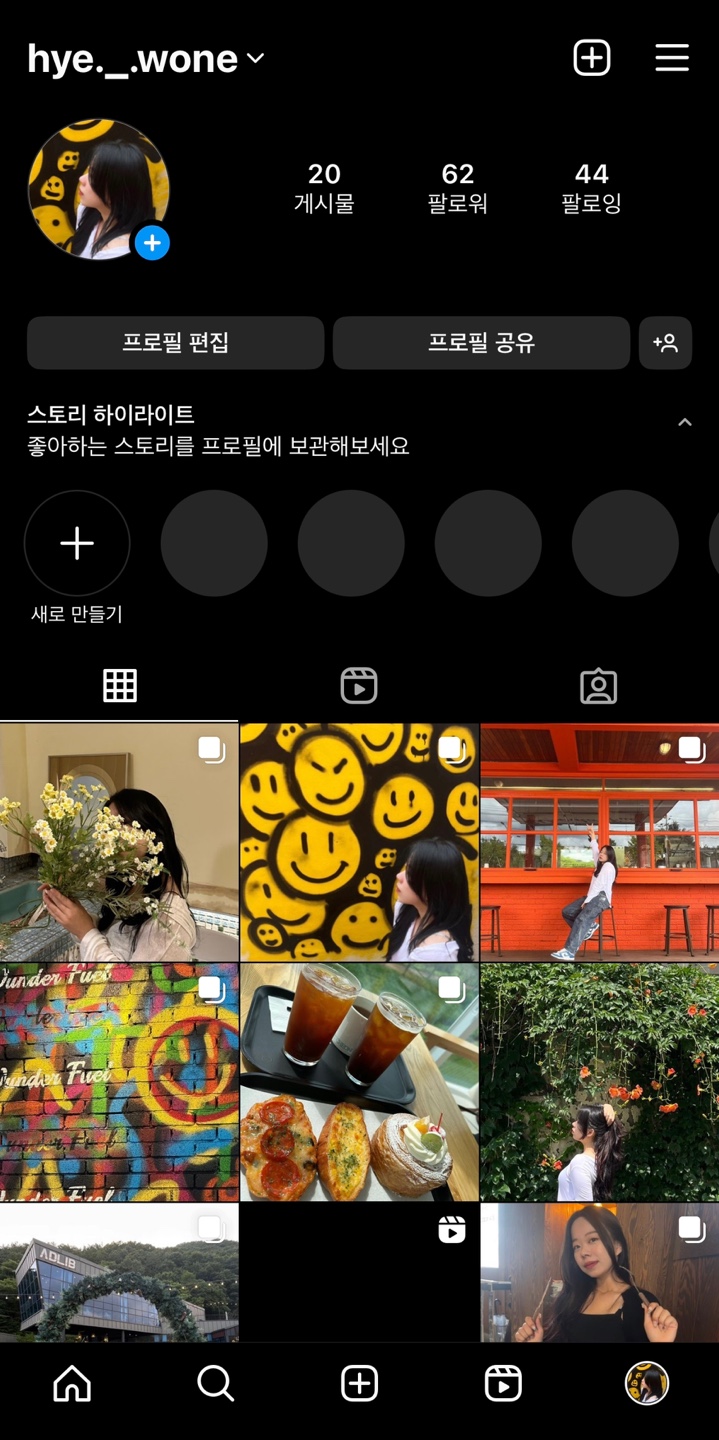 hye._.wone
20
게시물
62
팔로워
44
팔로잉
프로필 편집
프로필 공유
스토리 하이라이트
좋아하는 스토리를 프로필에 보관해보세요
새로 만들기
Wunder Fuel
Wunder Fuel
ADLIB